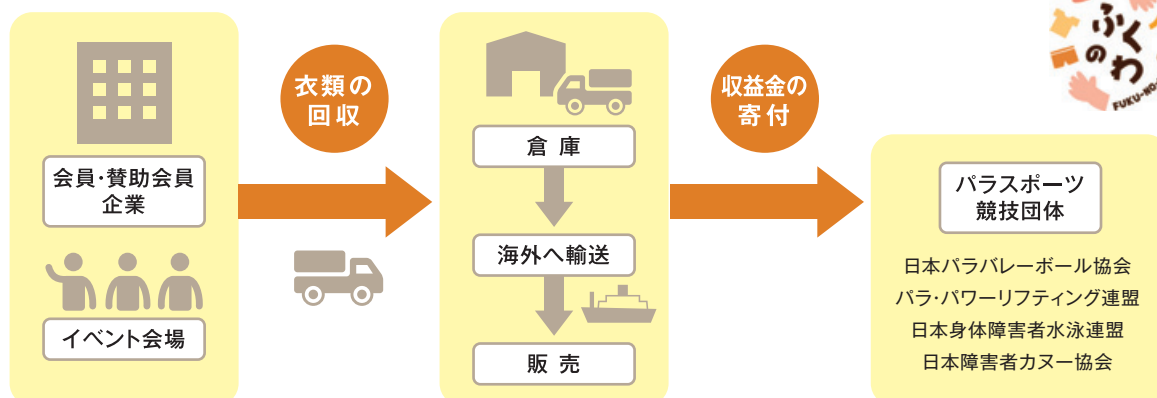 会員・賛助会員
企業
イベント会場
衣類の
回収
倉庫
海外へ輸送
販売
収益金の
寄付
ふく
のわ
パラスポーツ
競技団体
日本パラバレーボール協会
パラ・パワーリフティング連盟
日本身体障害者水泳連盟
日本障害者カヌー協会